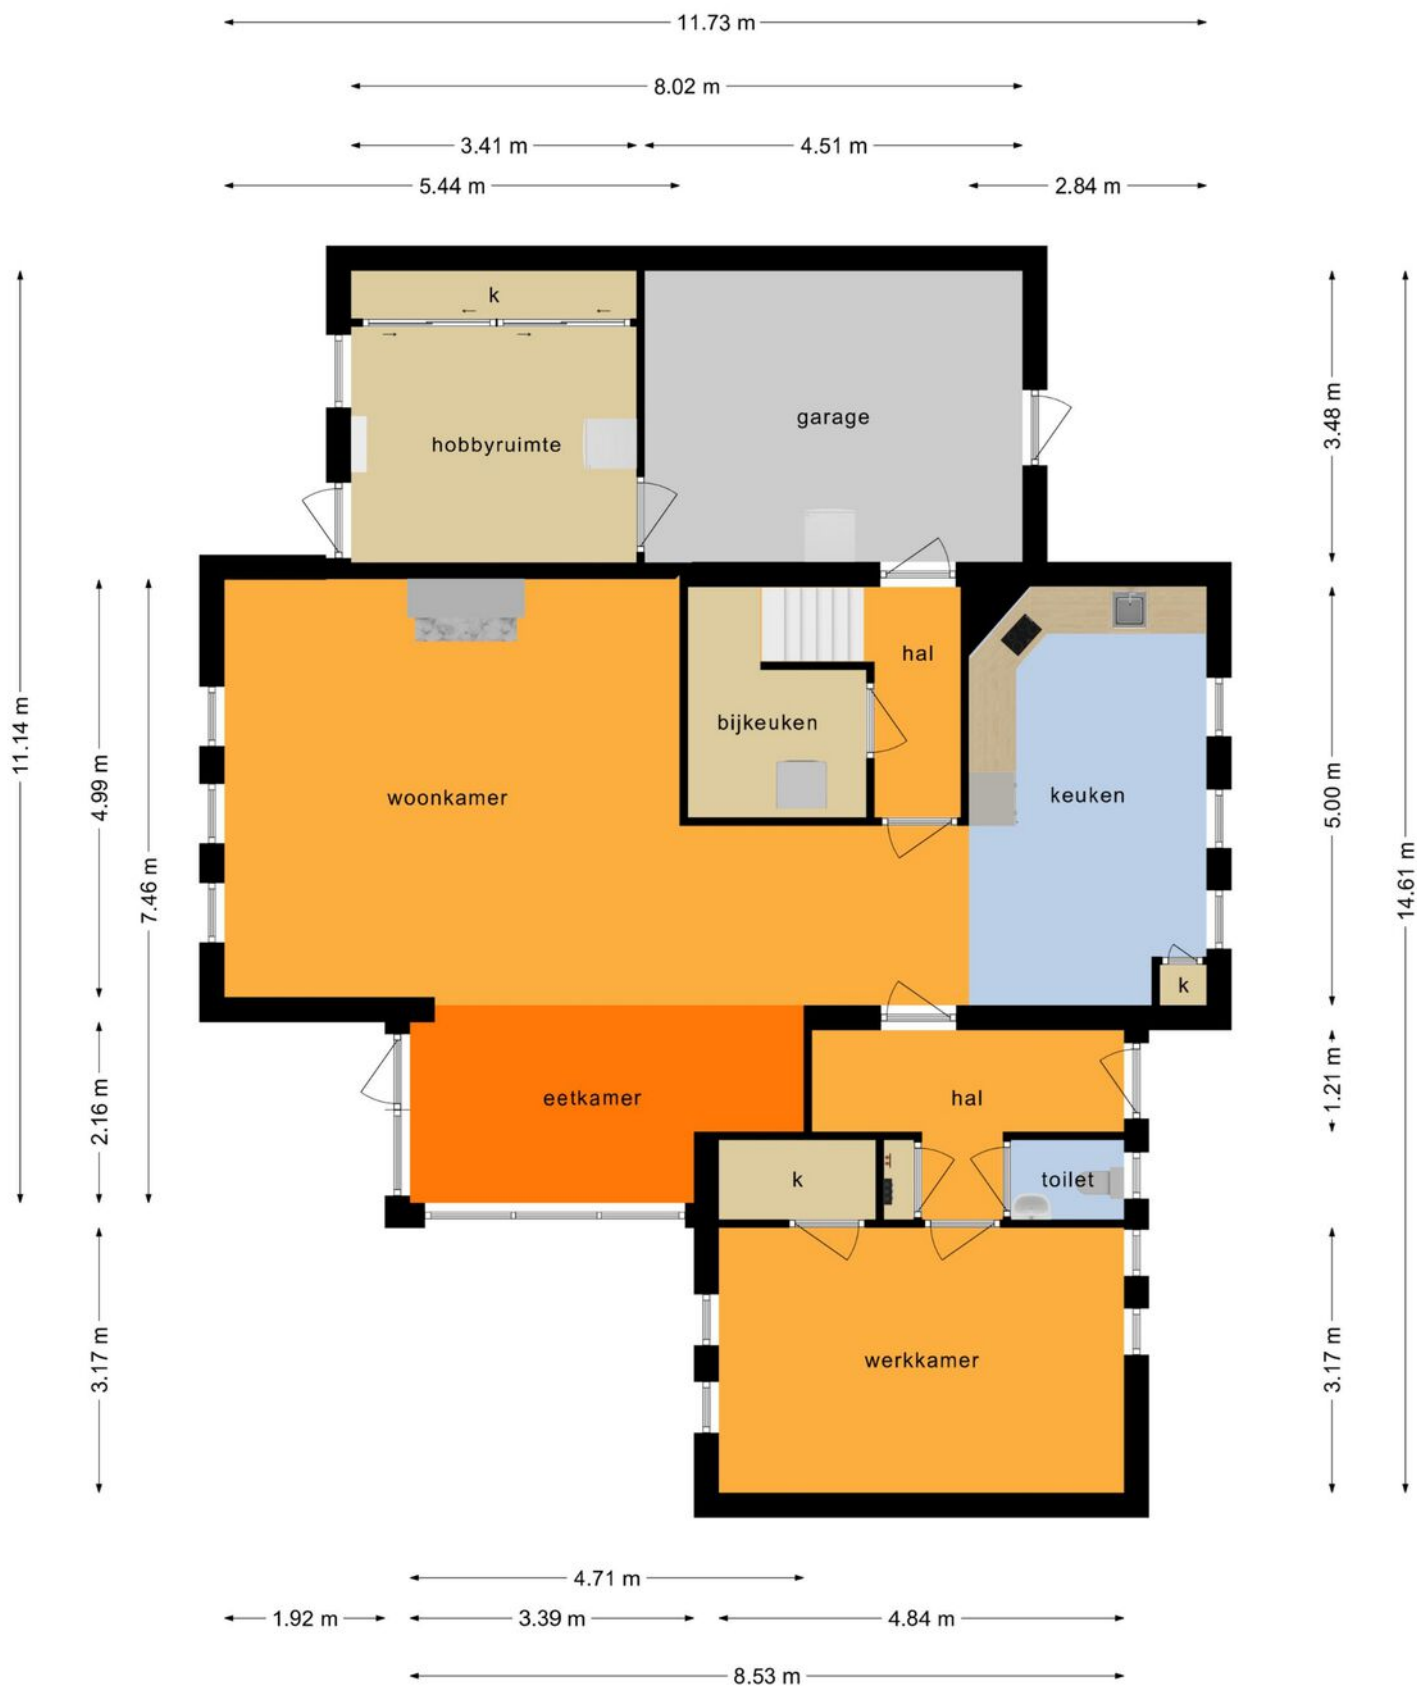 11.73 m
8.02 m
3.41 m
4.51 m
5.44 m
2.84 m
k
garage
hobbyruimte
3.48 m
hal
bijkeuken
woonkamer
keuken
11.14 m
4.99 m
7.46 m
5.00 m
14.61 m
k
eetkamer
hal
2.16 m
1.21 m
k
toilet
werkkamer
3.17 m
3.17 m
4.71 m
1.92 m
3.39 m
4.84 m
8.53 m